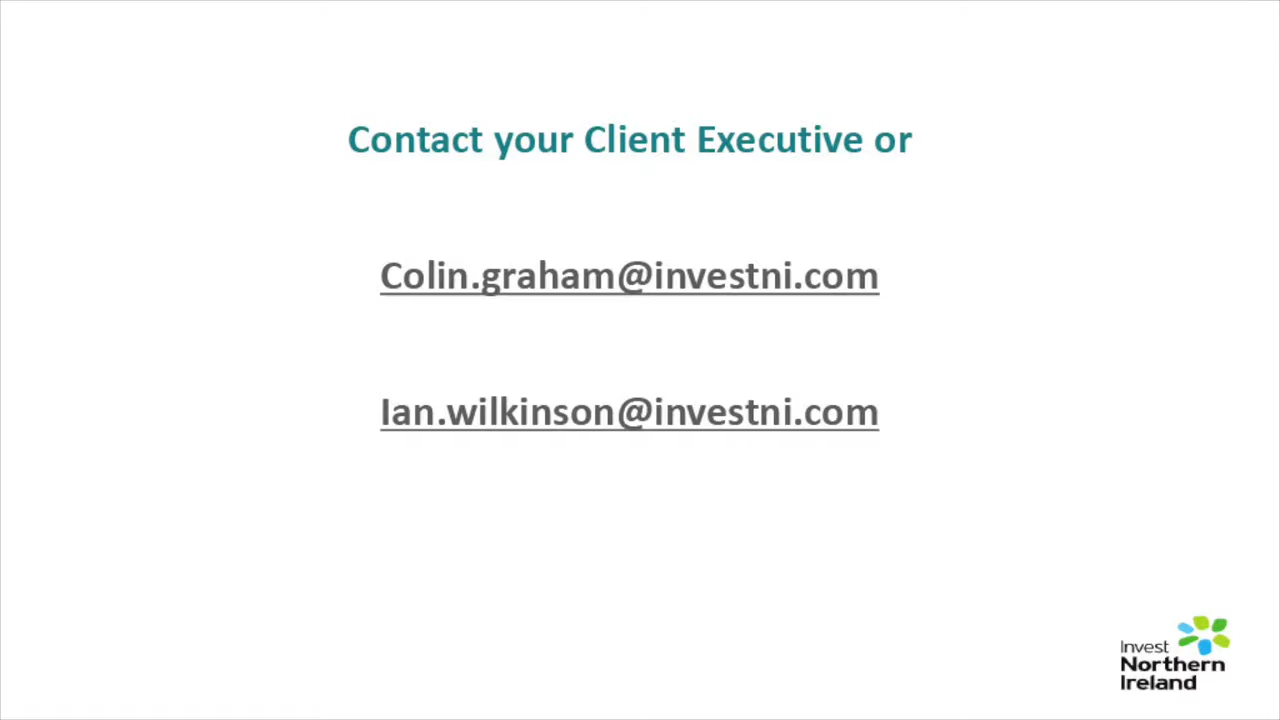 Contact your Client Executive or
Colin.graham@investni.com
Ian.wilkinson@investni.com
Invest
Northern
Ireland